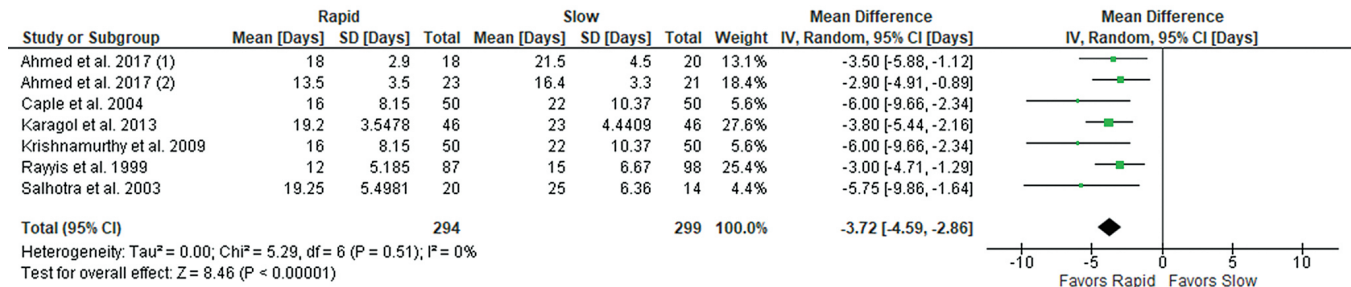 Rapid Slow Mean Difference Mean Difference
Study or Subgroup Mean [Days] SD [Days] Total Mean [Days] SD [Days] Total Weight IV, Random, 95% CI [Days] IV, Random, 95% CI [Days]
Ahmed et al. 2017 (1) 18 2.9 18 21.5 4.5 20 13.1% -3.50 [-5.88, -1.12]
Ahmed et al. 2017 (2) 13.5 3.5 23 16.4 3.3 21 18.4% -2.90 [-4.91, -0.89]
Caple et al. 2004 16 8.15 50 22 10.37 50 5.6% -6.00 [-9.66, -2.34]
Karagol et al. 2013 19.2 3.5478 46 23 4.4409 46 27.6% -3.80 [-5.44, -2.16]
Krishnamurthy et al. 2009 16 8.15 50 22 10.37 50 5.6% -6.00 [-9.66, -2.34]
Rayyis et al. 1999 12 5.185 87 15 6.67 98 25.4% -3.00 [-4.71, -1.29]
Salhotra et al. 2003 19.25 5.4981 20 25 6.36 14 4.4% -5.75 [-9.86, -1.64]
Total (95% CI) 294 299 100.0% -3.72 [-4.59, -2.86]
Heterogeneity: Tau² = 0.00; Chi² = 5.29, df = 6 (P = 0.51); I² = 0%
Test for overall effect: Z = 8.46 (P < 0.00001)
-10 -5 0 5 10
Favors Rapid Favors Slow